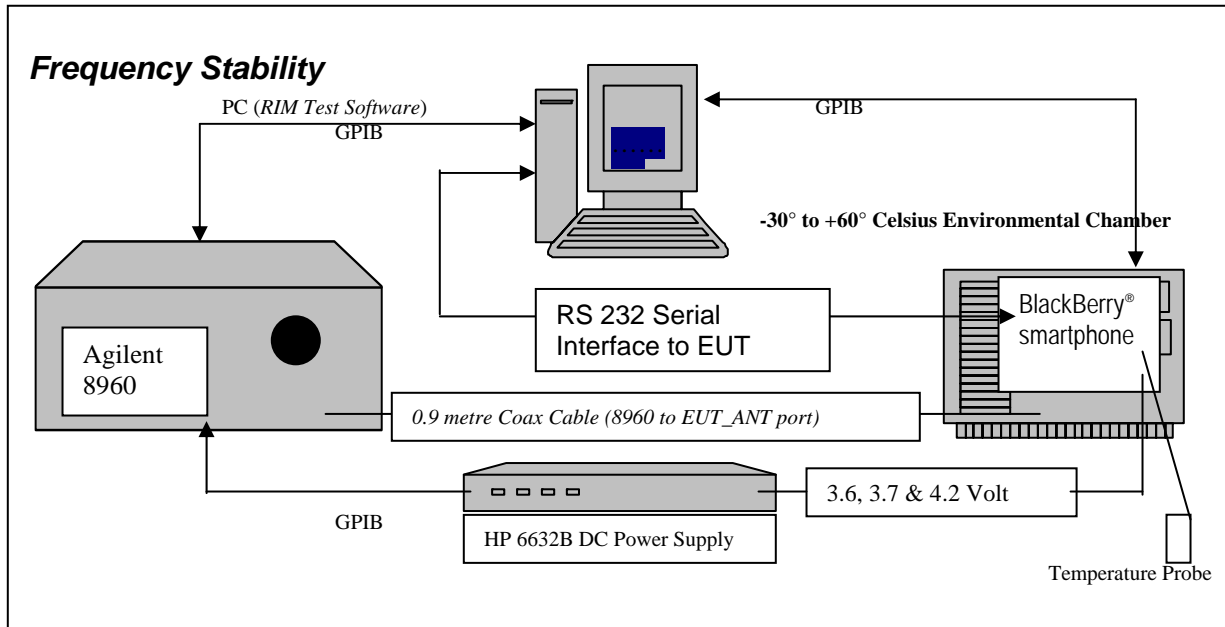 Frequency Stability
PC (RIM Test Software)
GPIB
GPIB
-30° to +60° Celsius Environmental Chamber
RS 232 Serial
Interface to EUT
BlackBerry®
smartphone
Agilent
8960
0.9 metre Coax Cable (8960 to EUT_ANT port)
3.6, 3.7 & 4.2 Volt
GPIB
HP 6632B DC Power Supply
Temperature Probe